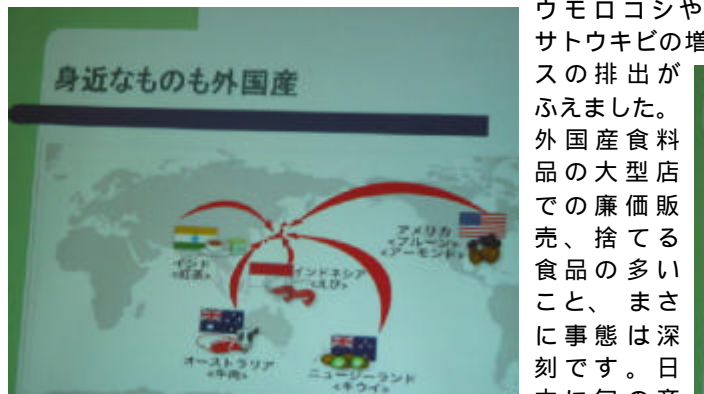 身近なものも外国産
アメリカ
<プルーン>
<アーモンド>
インド
<紅茶>
インドネシア
<えび>
オーストラリア
<牛肉>
ニュージーランド
<キウイ>
ウモロコシや
サトウキビの増
スの排出が
ふえました。
外国産食料
品の大型店
での廉価販
売、捨てる
食品の多い
こと、 まさ
に事態は深
刻です。日